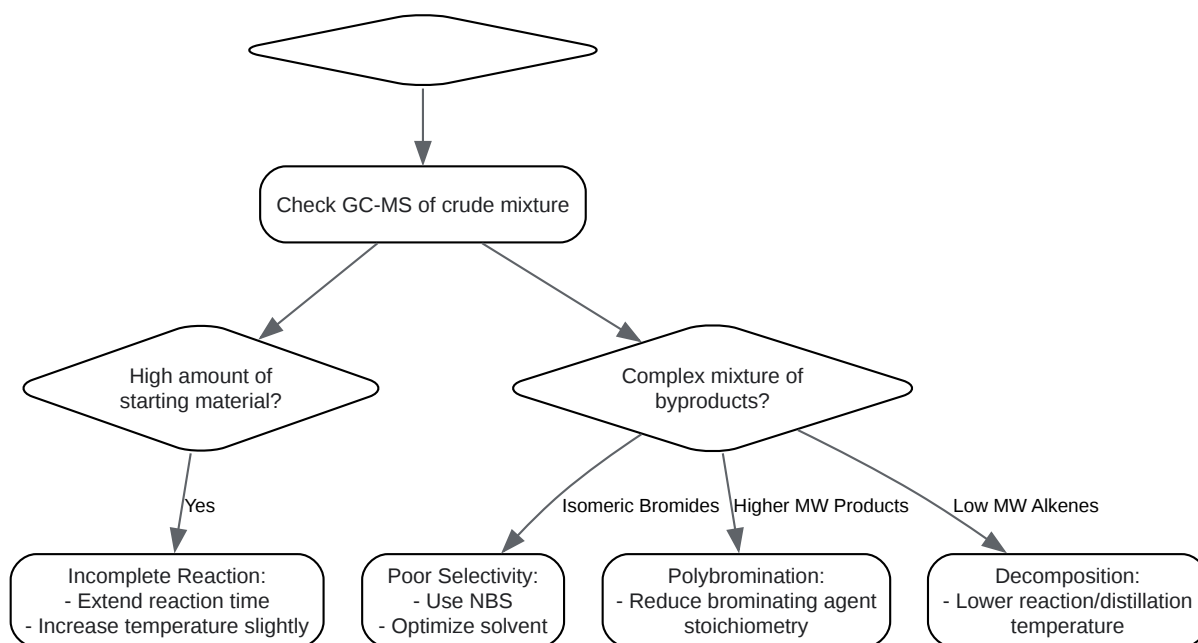 Check GC-MS of crude mixture
High amount of
starting material?
Complex mixture of
byproducts?
Yes
Isomeric Bromides
Higher MW Products
Low MW Alkenes
Incomplete Reaction:
- Extend reaction time
- Increase temperature slightly
Poor Selectivity:
- Use NBS
- Optimize solvent
Polybromination:
- Reduce brominating agent
stoichiometry
Decomposition:
- Lower reaction/distillation
temperature